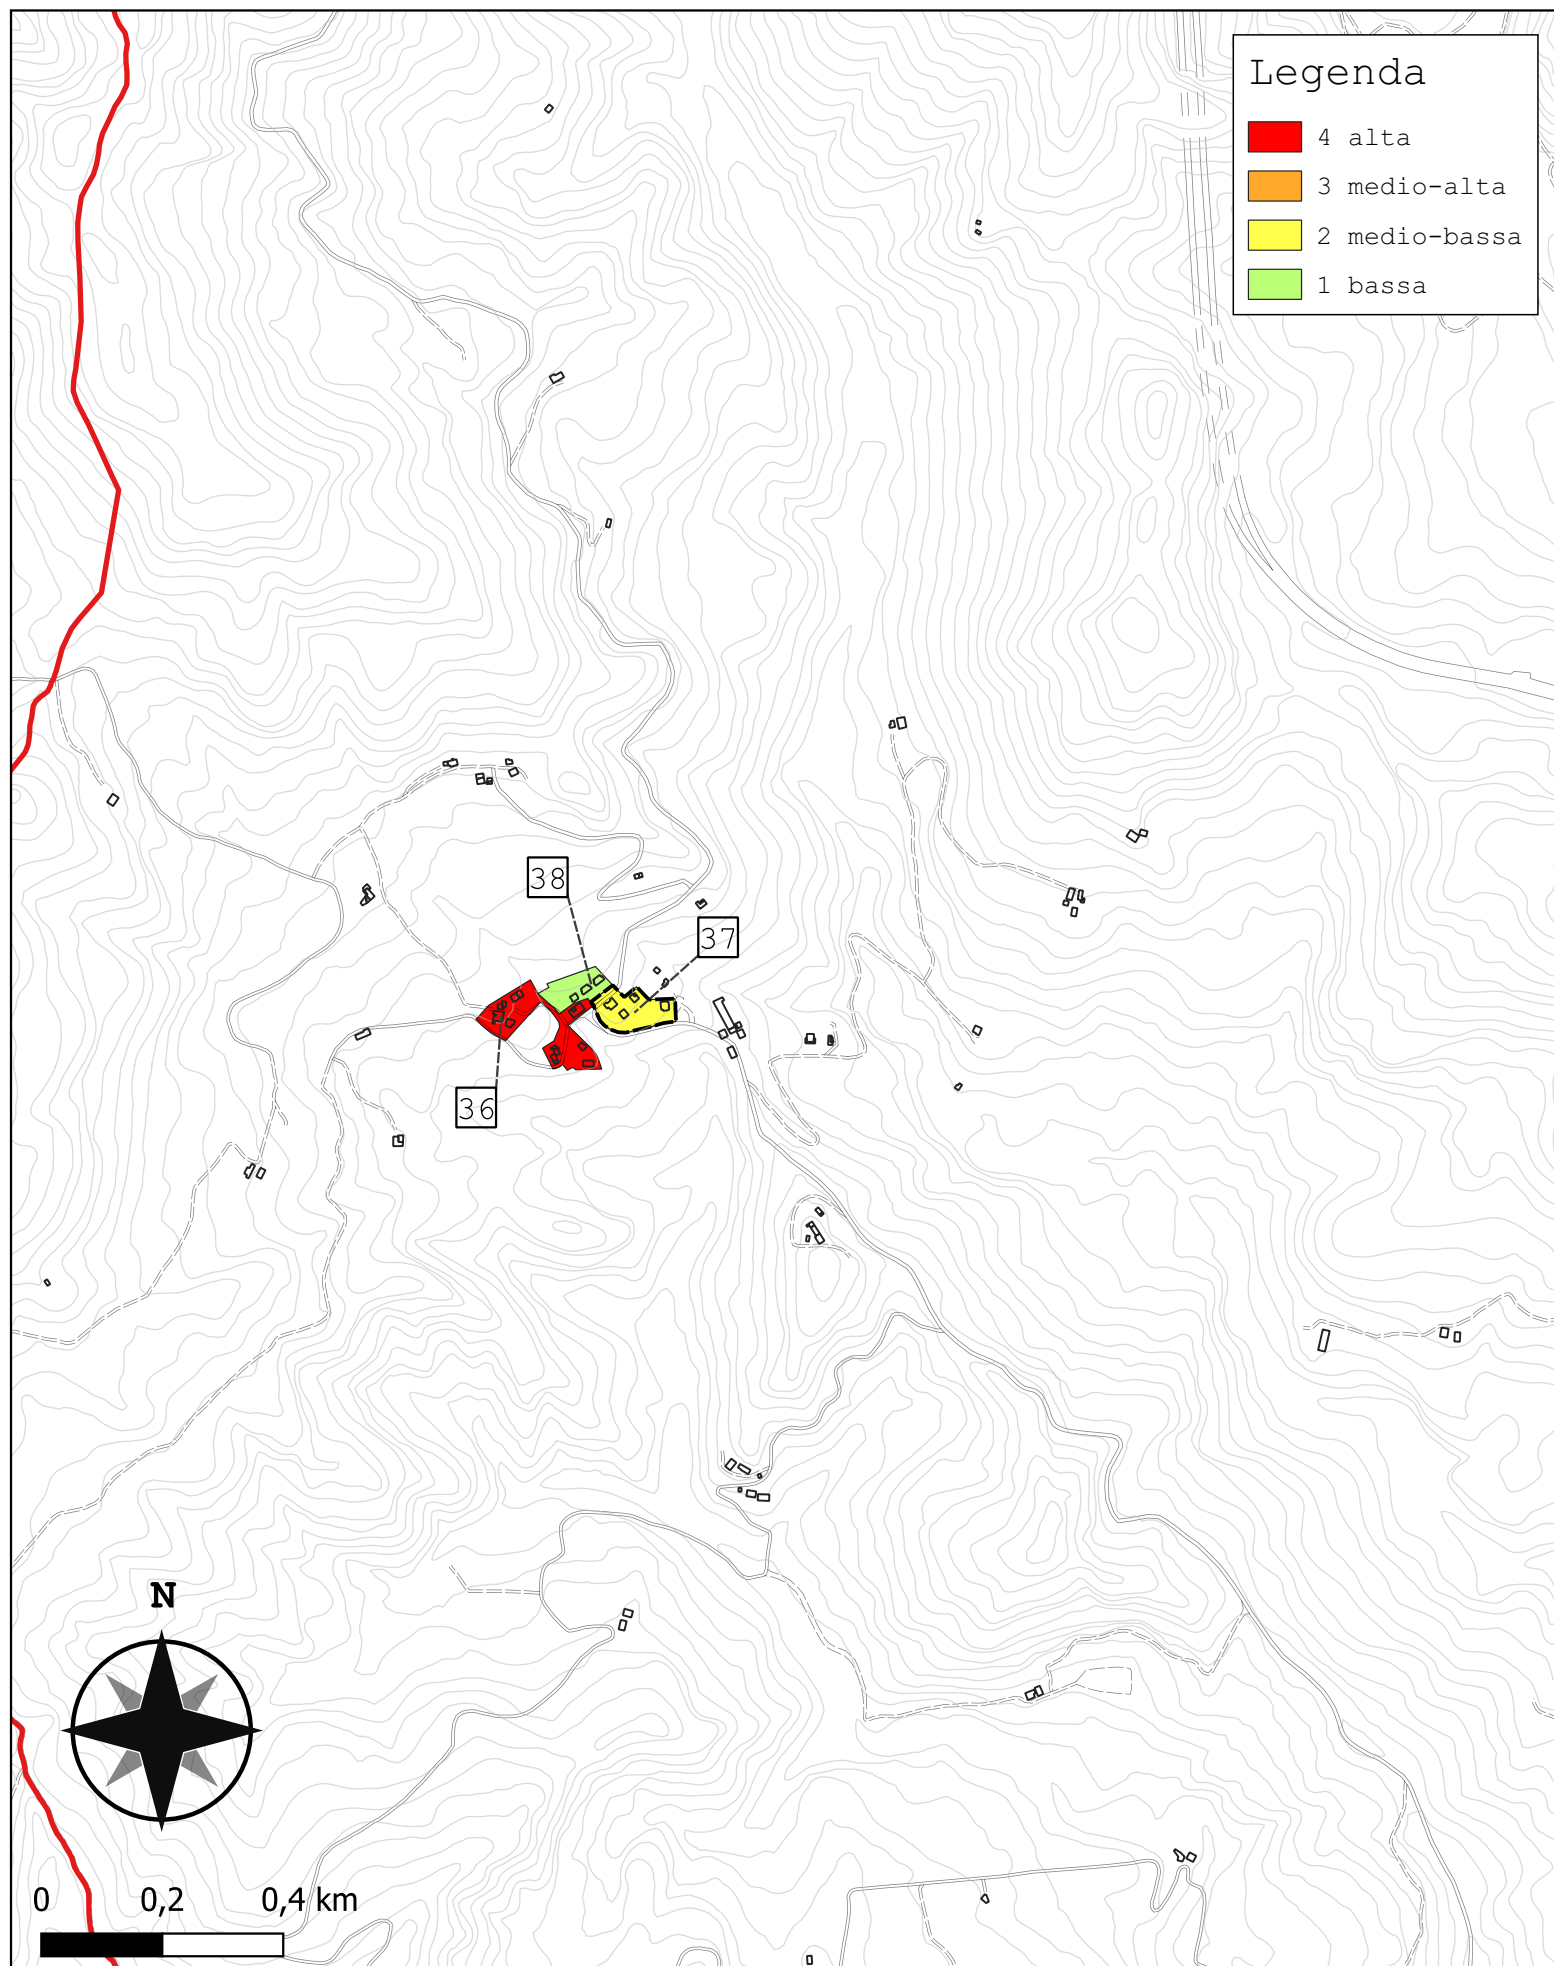 Legenda
4 alta
3 medio-alta
2 medio-bassa
1 bassa
38
37
36
N
0 0,2 0,4 km